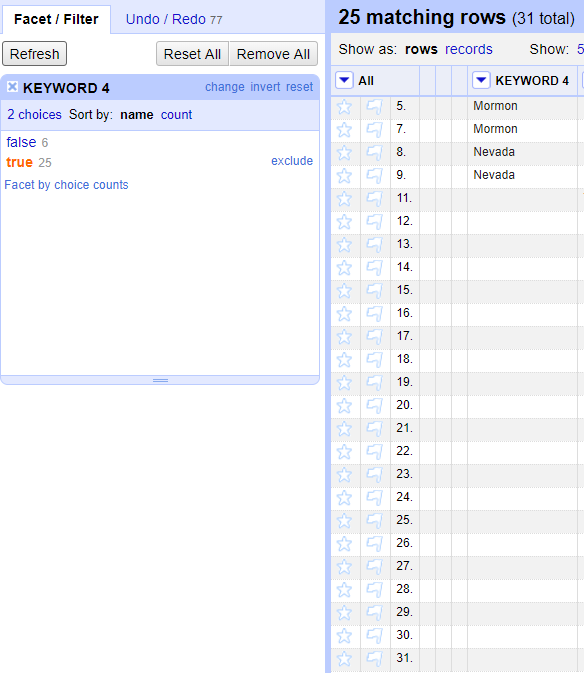 Facet / Filter Undo / Redo 77
Refresh Reset All Remove All
KEYWORD 4 change invert reset
2 choices Sort by: name count
false 6
true 25 exclude
Facet by choice counts
25 matching rows (31 total)
Show as: rows records Show: 5
All KEYWORD 4
5. Mormon
7. Mormon
8. Nevada
9. Nevada
11.
12.
13.
14.
15.
16.
17.
18.
19.
20.
21.
22.
23.
24.
25.
26.
27.
28.
29.
30.
31.